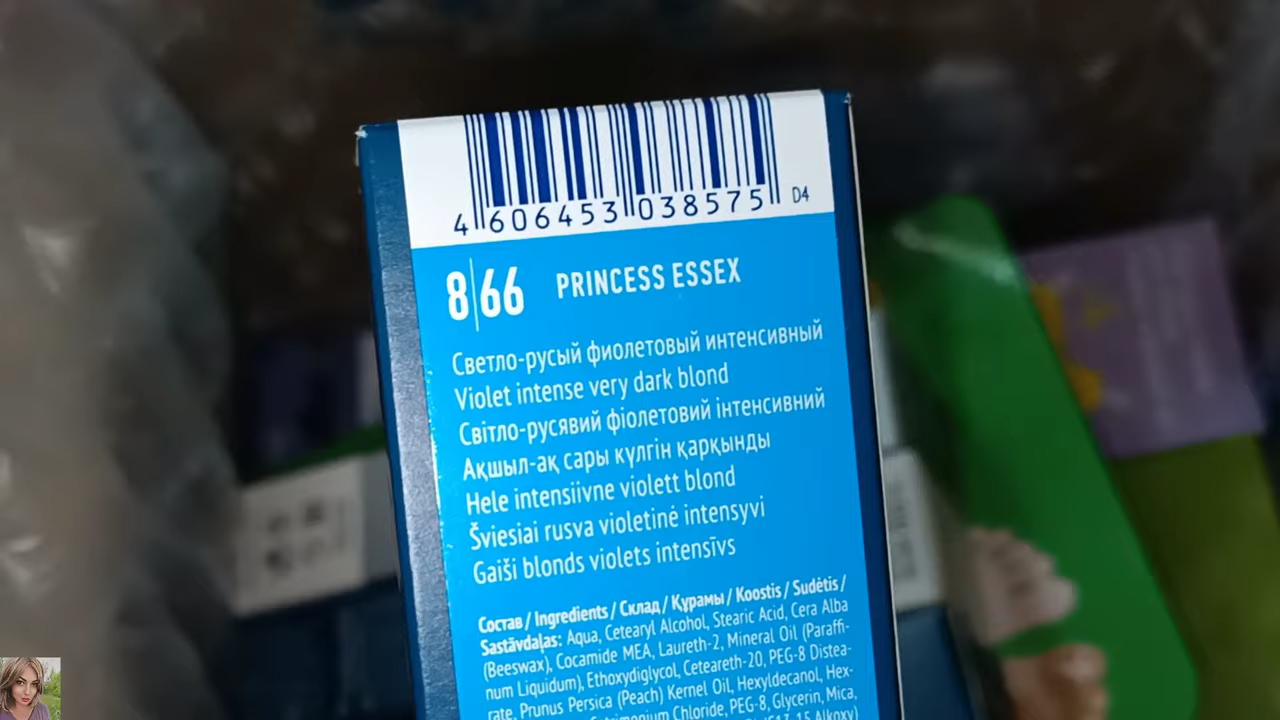 4 606453 038575 D4
8|66 PRINCESS ESSEX
Светло-русый фиолетовый интенсивный
Violet intense very dark blond
Світло-русявий фіолетовий інтенсивний
Ақшыл-ақ сары күлгін қарқынды
Hele intensiivne violett blond
Šviesiai rusva violetinė intensyvi
Gaiši blonds violets intensīvs
Состав / Ingredients / Склад / Құрамы / Koostis / Sudėtis /
Sastāvdaļas: Aqua, Cetearyl Alcohol, Stearic Acid, Cera Alba
(Beeswax), Cocamide MEA, Laureth-2, Mineral Oil (Paraffi-
num Liquidum), Ethoxydiglycol, Ceteareth-20, PEG-8 Distea-
rate, Prunus Persica (Peach) Kernel Oil, Hexyldecanol, Hex-
Chloride, PEG-8, Glycerin, Mica,
Alkoxy)